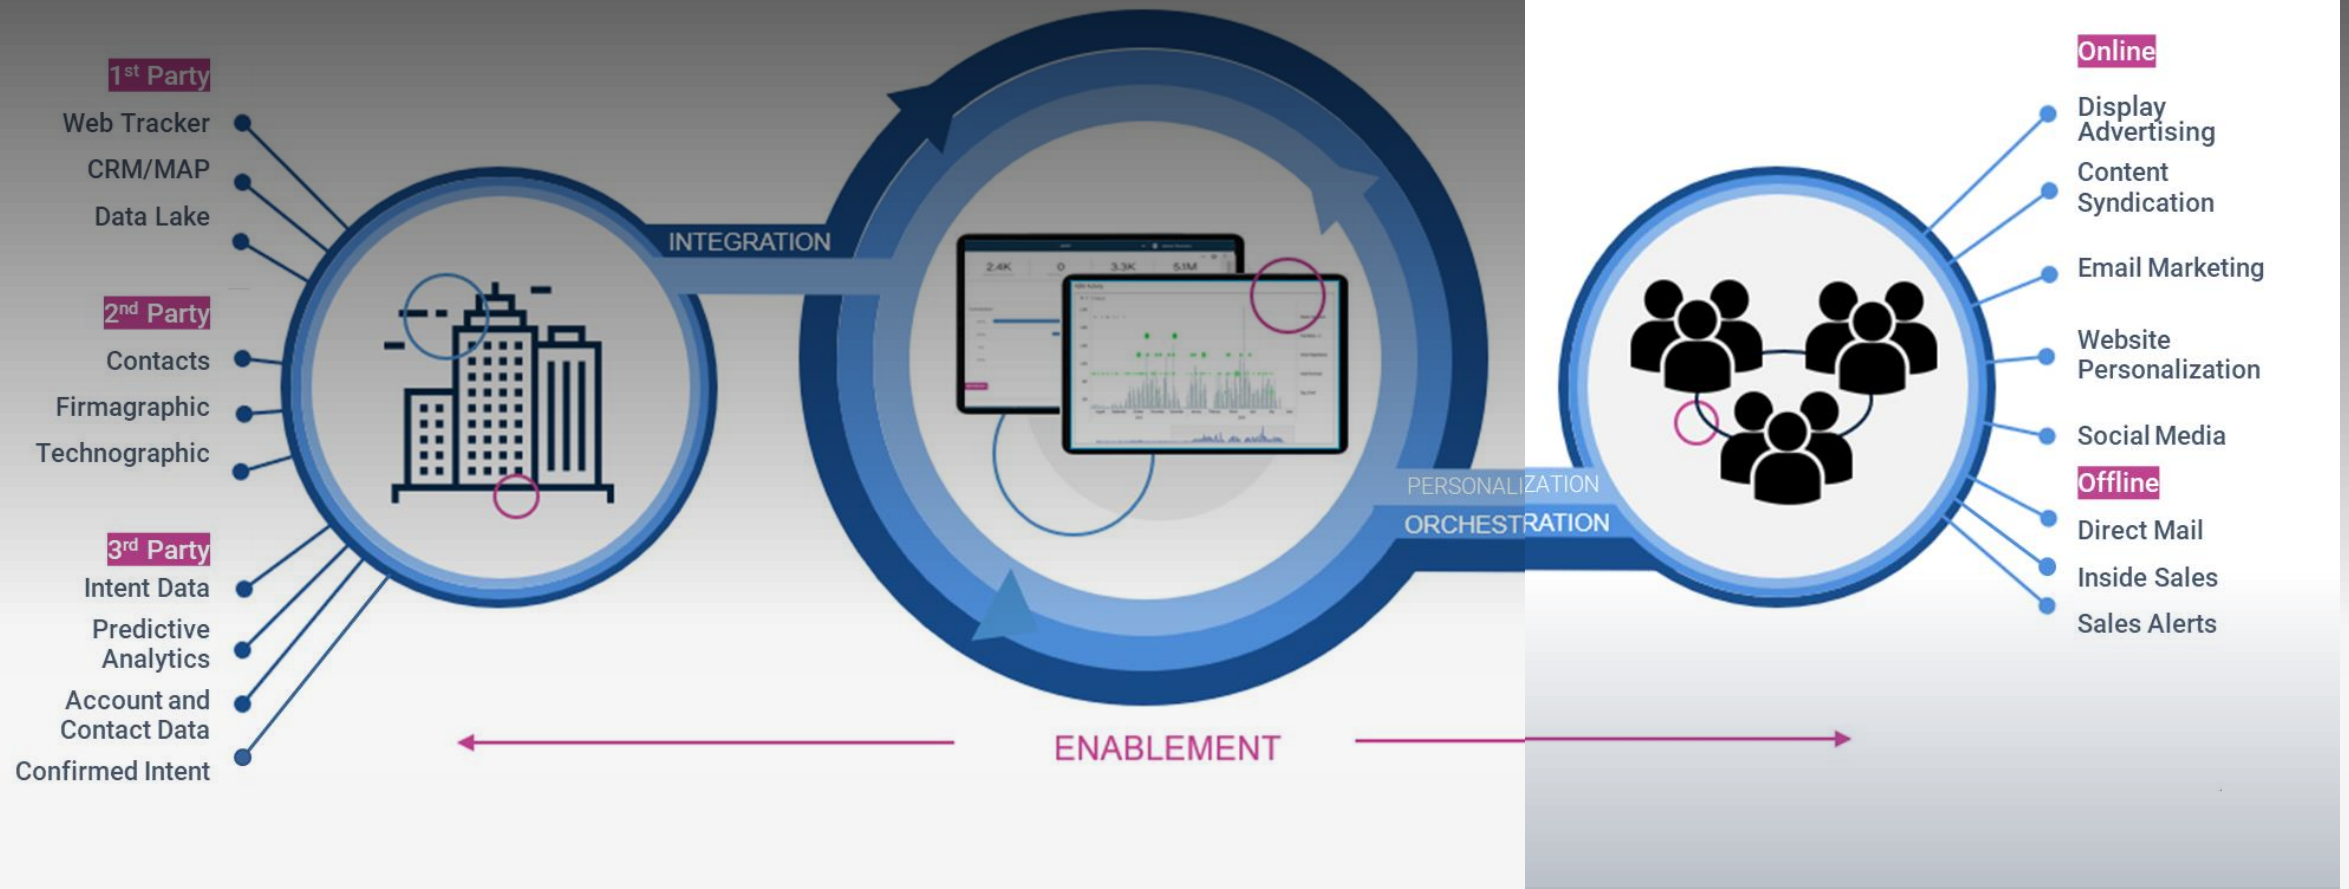 1st Party
Web Tracker
CRM/MAP
Data Lake
2nd Party
Contacts
Firmagraphic
Technographic
3rd Party
Intent Data
Predictive
Analytics
Account and
Contact Data
Confirmed Intent
INTEGRATION
2.4K 0 3.3K 51M
PERSONALIZATION
ORCHESTRATION
ENABLEMENT
Online
Display
Advertising
Content
Syndication
Email Marketing
Website
Personalization
Social Media
Offline
Direct Mail
Inside Sales
Sales Alerts